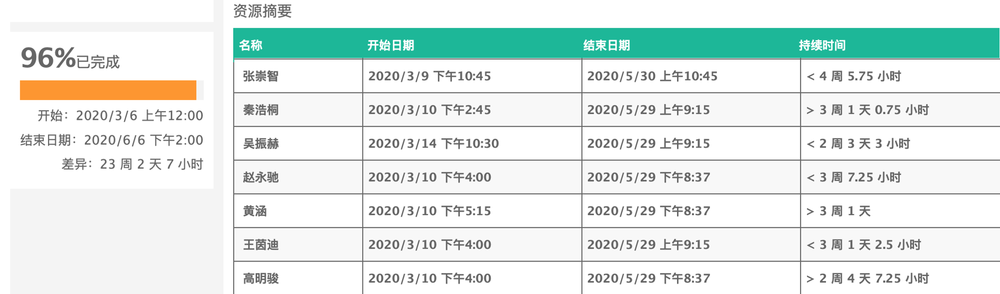 资源摘要
96%已完成
开始：2020/3/6 上午12:00
结束日期：2020/6/6 下午2:00
差异：23 周 2 天 7 小时
名称 开始日期 结束日期 持续时间
张崇智 2020/3/9 下午10:45 2020/5/30 上午10:45 < 4 周 5.75 小时
秦浩桐 2020/3/10 下午2:45 2020/5/29 上午9:15 > 3 周 1 天 0.75 小时
吴振赫 2020/3/14 下午10:30 2020/5/29 上午9:15 < 2 周 3 天 3 小时
赵永驰 2020/3/10 下午4:00 2020/5/29 下午8:37 < 3 周 7.25 小时
黄涵 2020/3/10 下午5:15 2020/5/29 下午8:37 > 3 周 1 天
王茵迪 2020/3/10 下午4:00 2020/5/29 上午9:15 < 3 周 1 天 2.5 小时
高明骏 2020/3/10 下午4:00 2020/5/29 下午8:37 > 2 周 4 天 7.25 小时